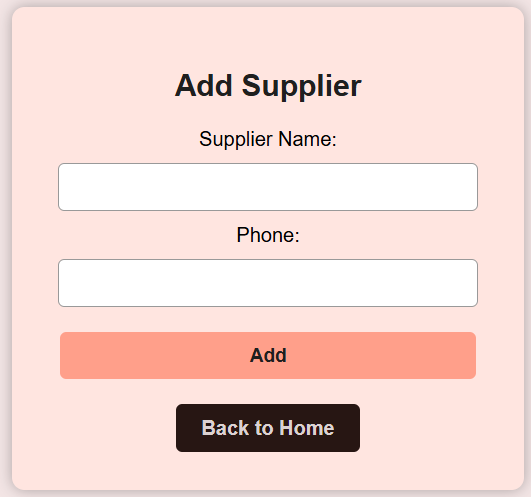 Add Supplier
Supplier Name:
Phone:
Add
Back to Home